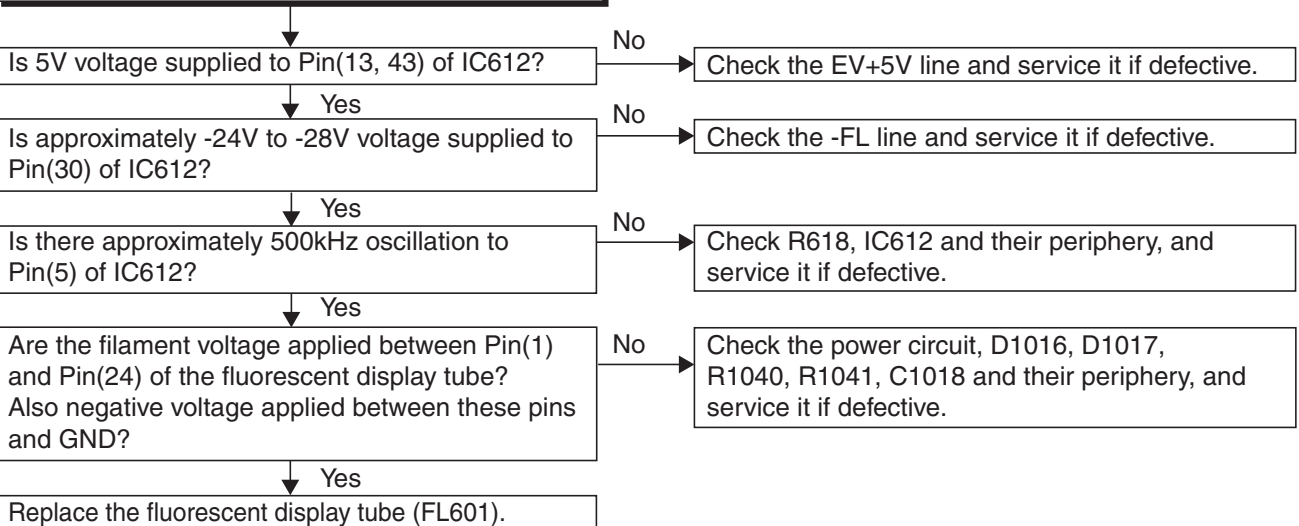 Is 5V voltage supplied to Pin(13, 43) of IC612?
No
Check the EV+5V line and service it if defective.
Yes
Is approximately -24V to -28V voltage supplied to
Pin(30) of IC612?
No
Check the -FL line and service it if defective.
Yes
Is there approximately 500kHz oscillation to
Pin(5) of IC612?
No
Check R618, IC612 and their periphery, and
service it if defective.
Yes
Are the filament voltage applied between Pin(1)
and Pin(24) of the fluorescent display tube?
Also negative voltage applied between these pins
and GND?
No
Check the power circuit, D1016, D1017,
R1040, R1041, C1018 and their periphery, and
service it if defective.
Yes
Replace the fluorescent display tube (FL601).